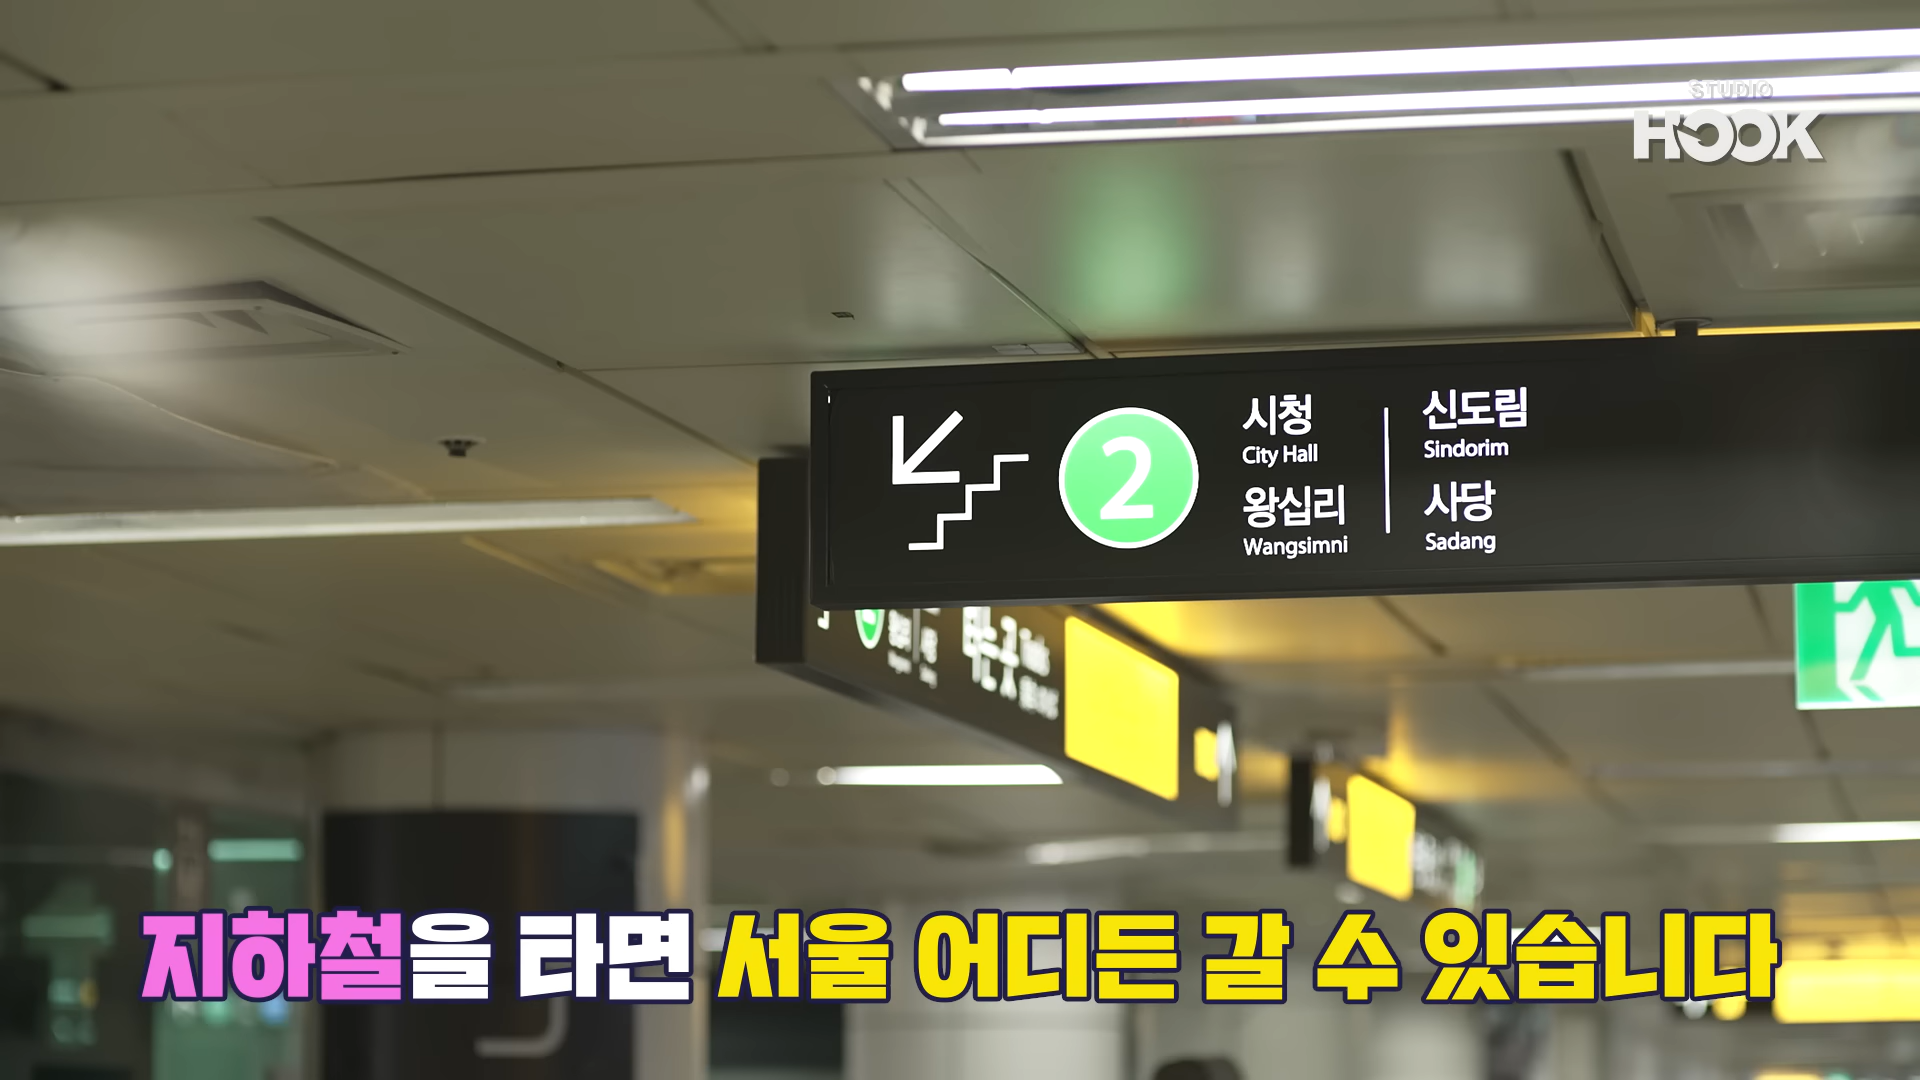 STUDIO
HOOK
2
시청
City Hall
왕십리
Wangsimni
신도림
Sindorim
사당
Sadang
지하철을 타면 서울 어디든 갈 수 있습니다